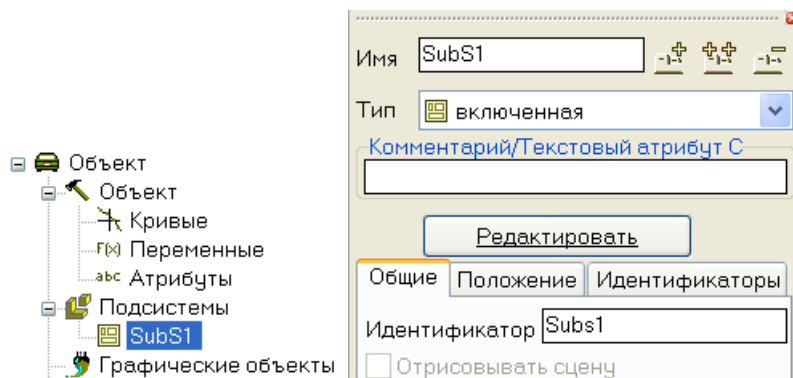 Объект
Объект
Кривые
F(x) Переменные
abc Атрибуты
Подсистемы
SubS1
Графические объекты
Имя SubS1
Тип включенная
Комментарий/Текстовый атрибут C
Редактировать
Общие Положение Идентификаторы
Идентификатор Subs1
Отрисовывать сцену